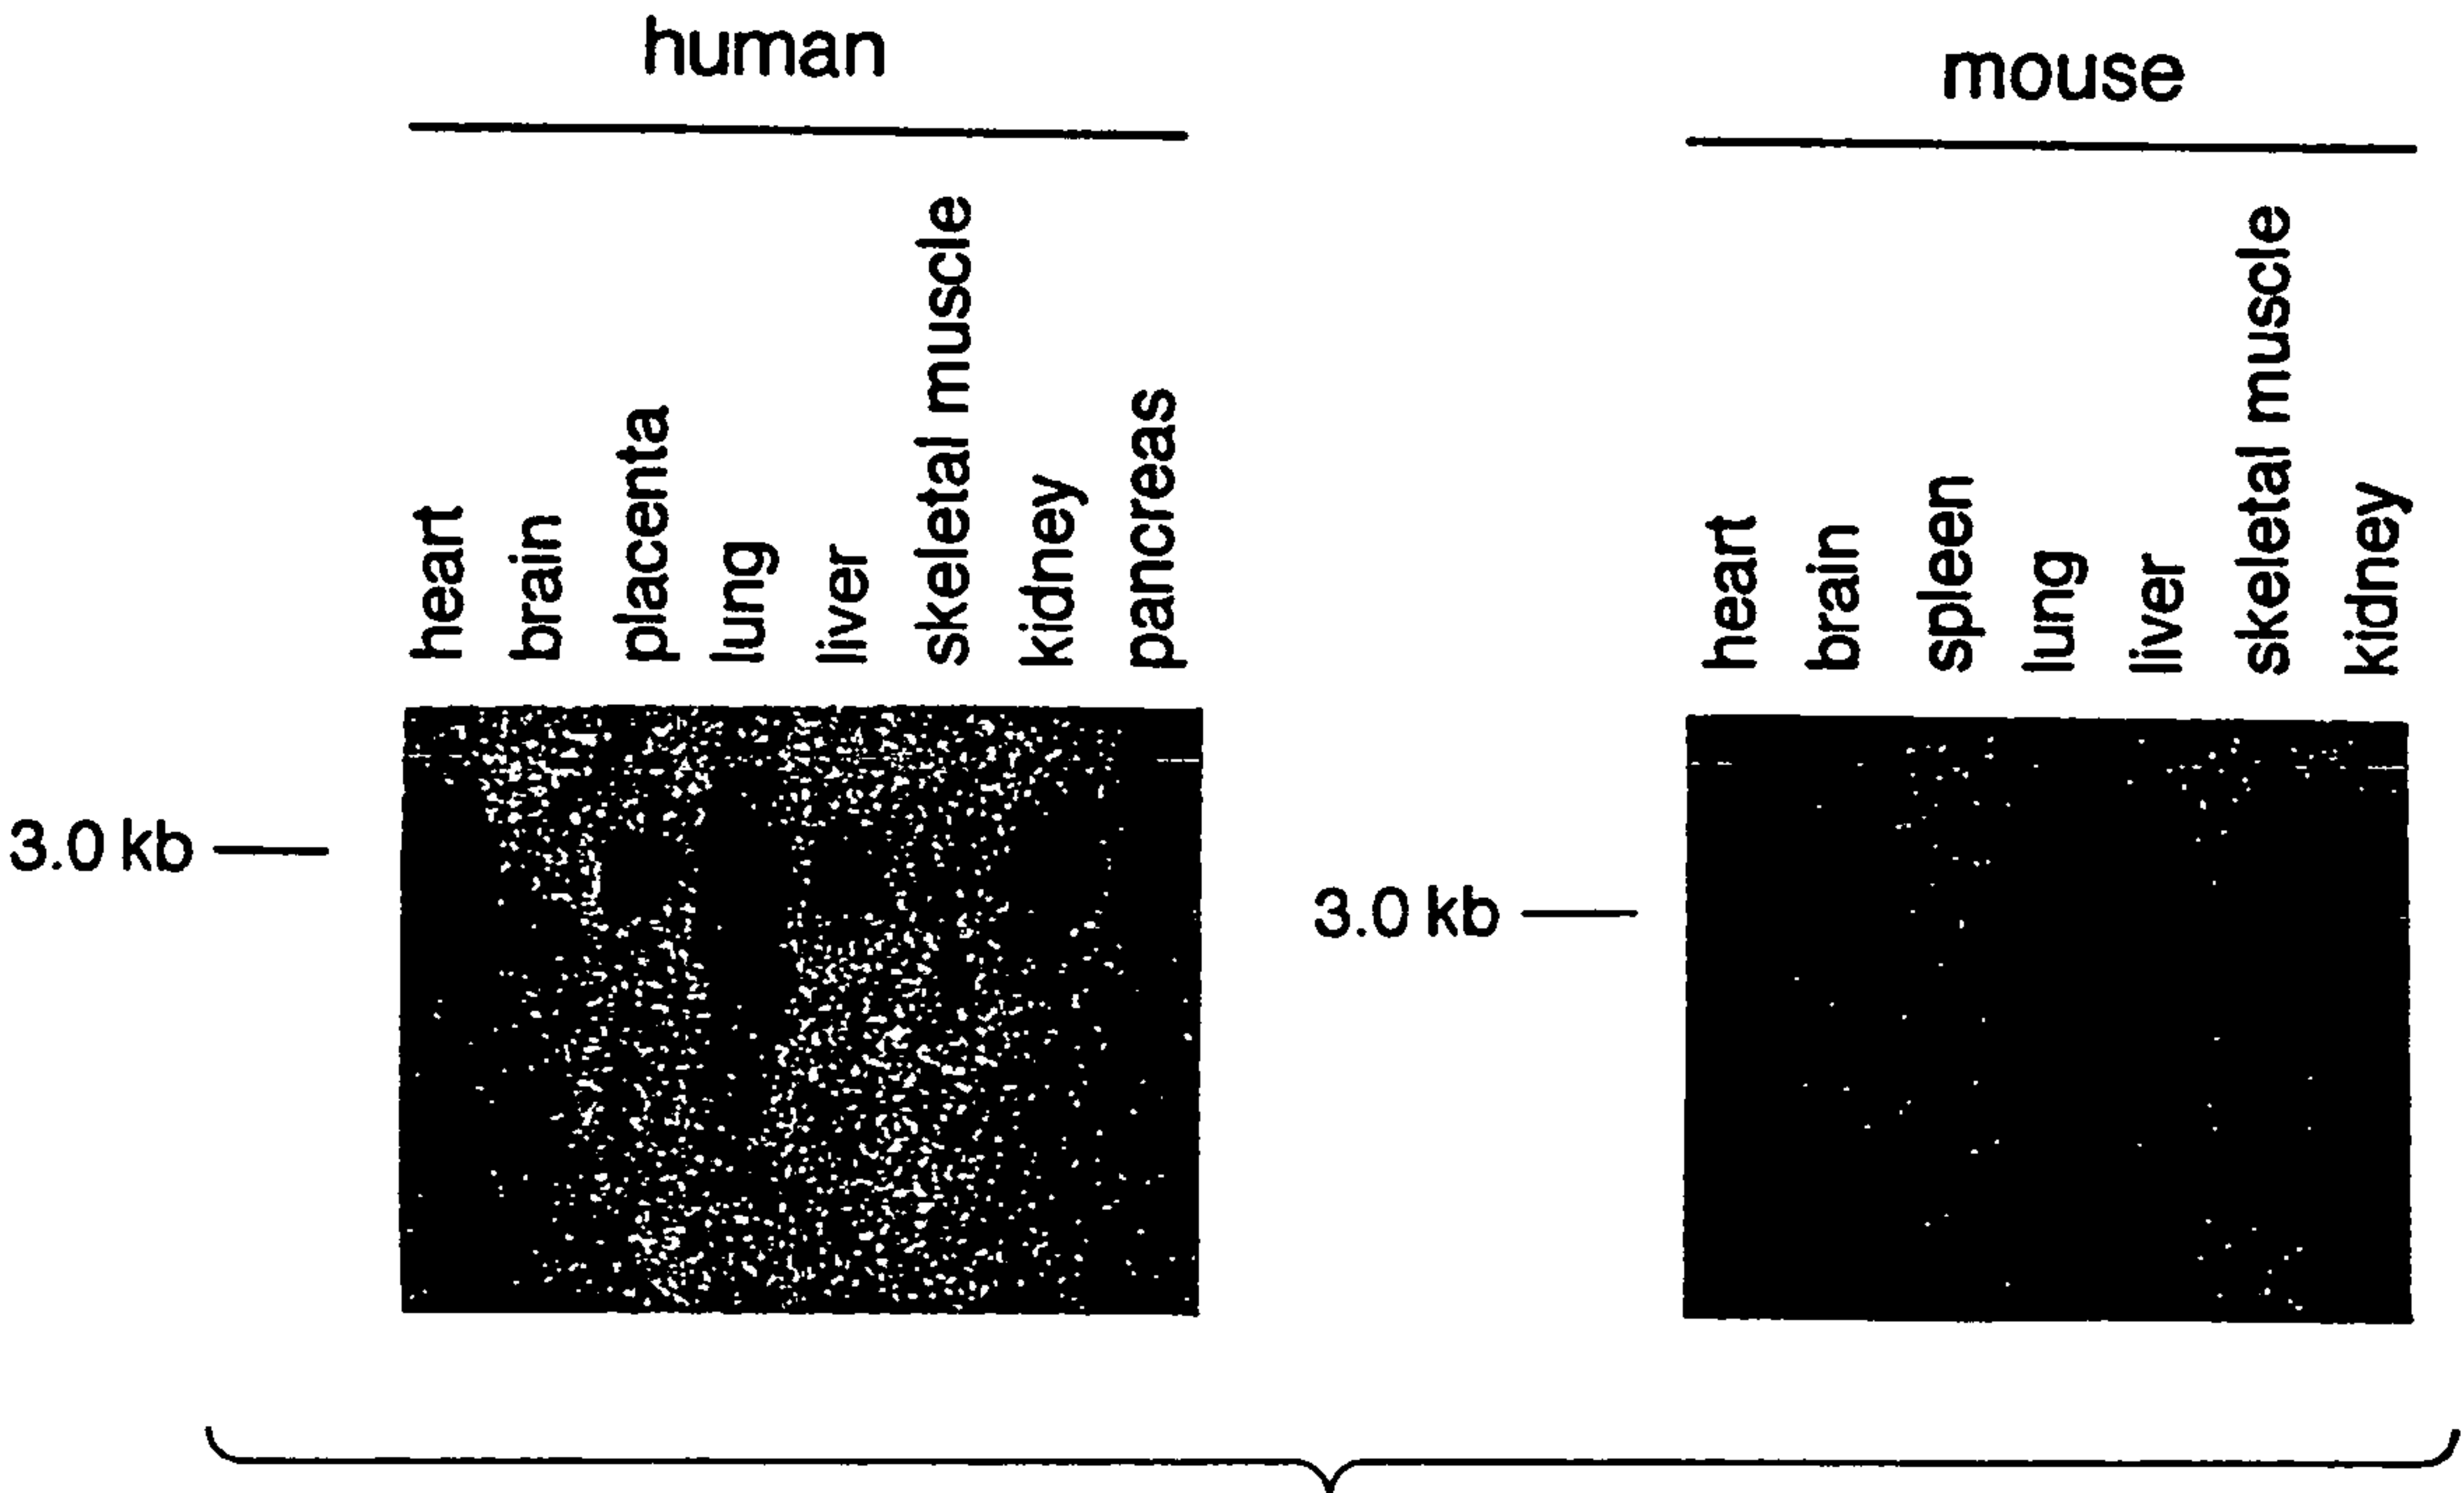 human
heart
brain
placenta
lung
liver
skeletal muscle
kidney
pancreas
3.0 kb
mouse
heart
brain
spleen
lung
liver
skeletal muscle
kidney
3.0 kb